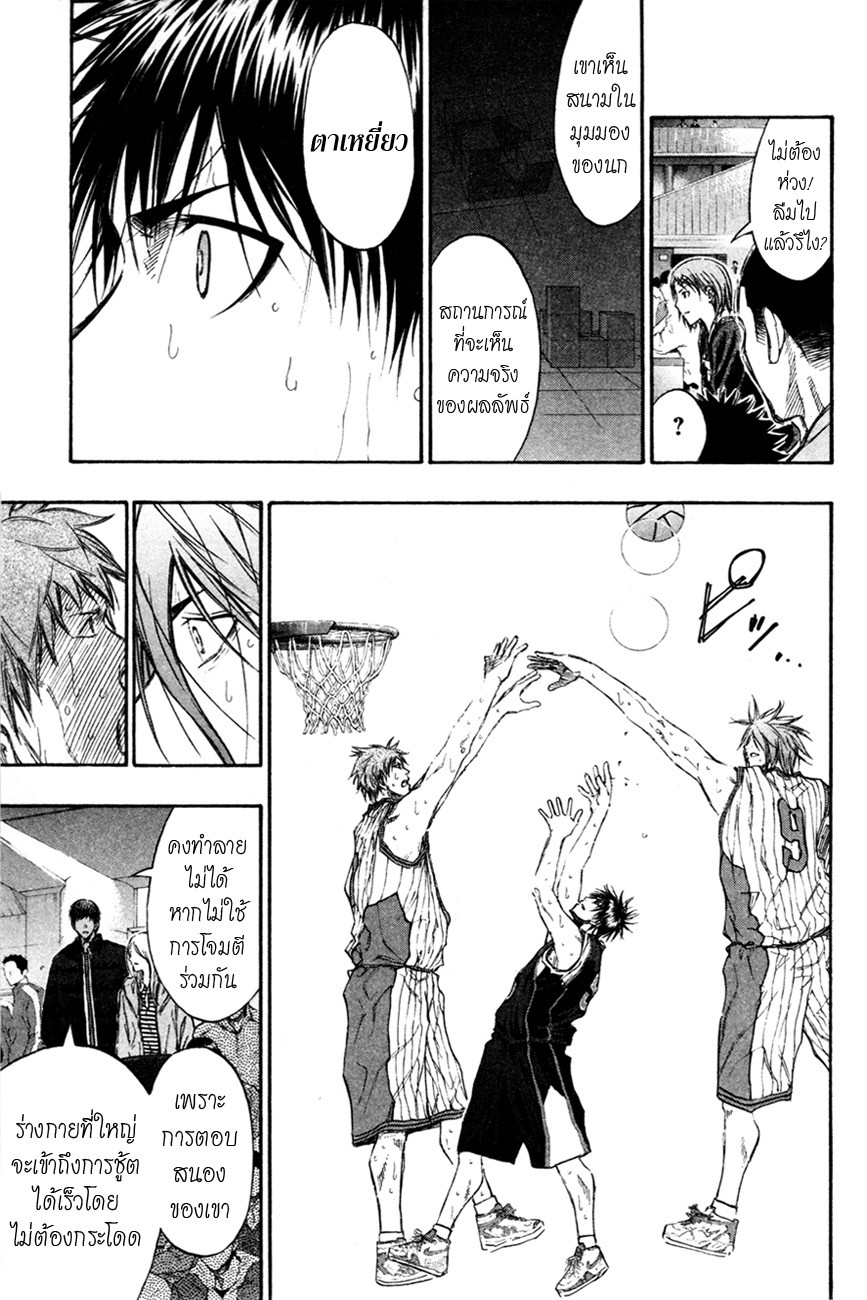 ไม่ต้อง
ห่วง!
ลืมไป
แล้วรึไง?
?
เขาเห็น
สนามใน
มุมมอง
ของนก
สถานการณ์
ที่จะเห็น
ความจริง
ของผลลัพธ์
ตาเหยี่ยว
9
คงทำลาย
ไม่ได้
หากไม่ใช้
การโจมตี
ร่วมกัน
เพราะ
การตอบ
สนอง
ของเขา
ร่างกายที่ใหญ่
จะเข้าถึงการชู้ต
ได้เร็วโดย
ไม่ต้องกระโดด